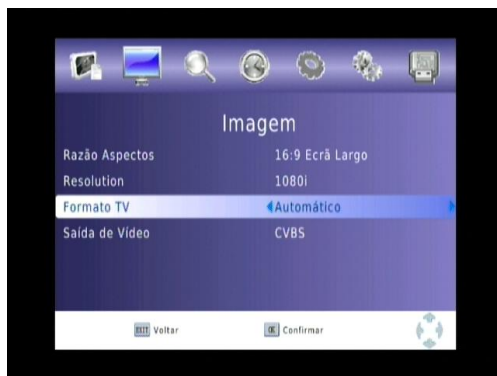 Imagem
Razão Aspectos 16:9 Ecrã Largo
Resolution 1080i
Formato TV Automático
Saída de Vídeo CVBS
EXIT Voltar OK Confirmar